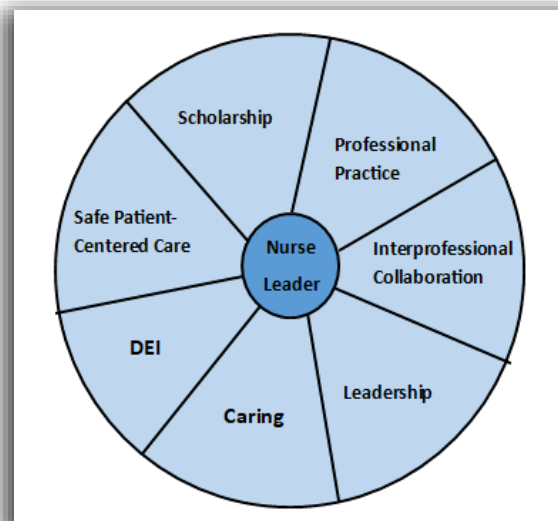 Scholarship
Professional
Practice
Safe Patient-
Centered Care
Nurse
Leader
Interprofessional
Collaboration
DEI
Caring
Leadership